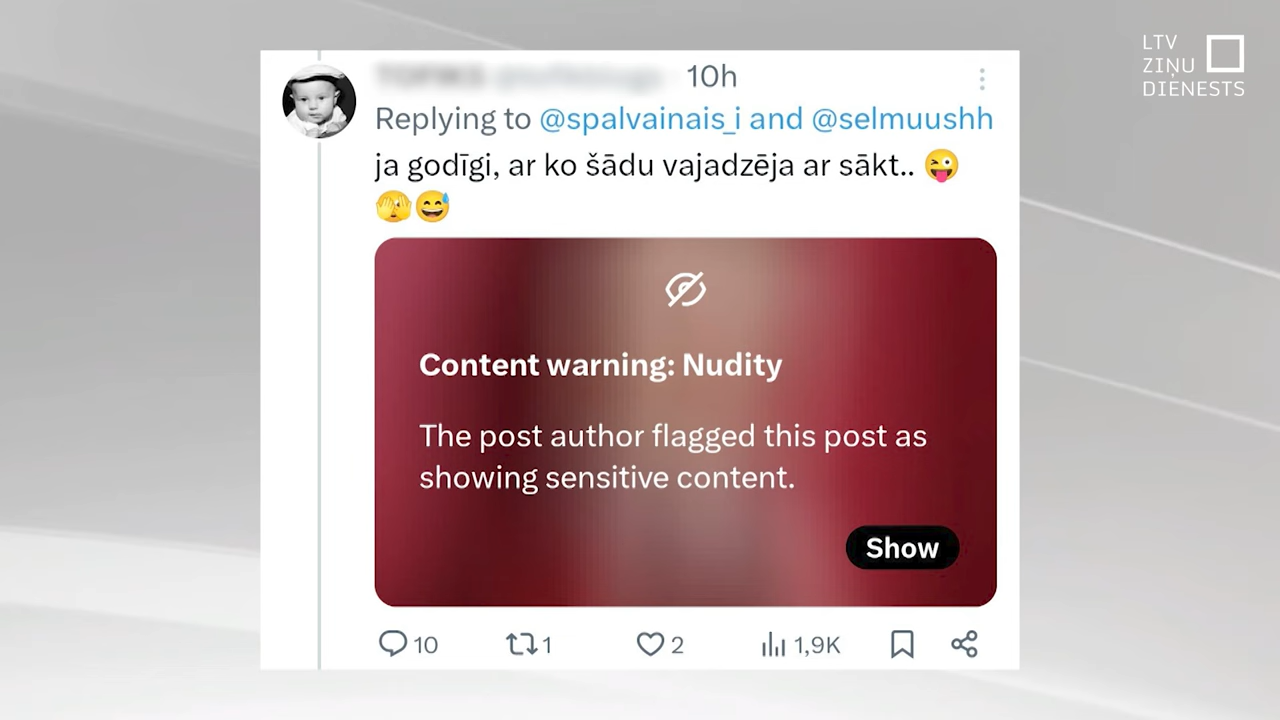 LTV
ZIŅU
DIENESTS
10h
Replying to @spalvainais_i and @selmuushh
ja godīgi, ar ko šādu vajadzēja ar sākt.. 😜
🫣😅
Content warning: Nudity
The post author flagged this post as
showing sensitive content.
Show
10 1 2 1,9K